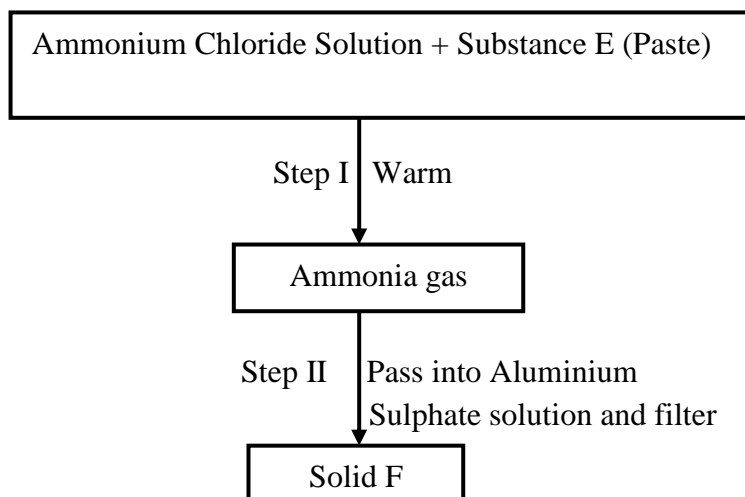 Ammonium Chloride Solution + Substance E (Paste)
Step I Warm
Ammonia gas
Step II Pass into Aluminium
Sulphate solution and filter
Solid F